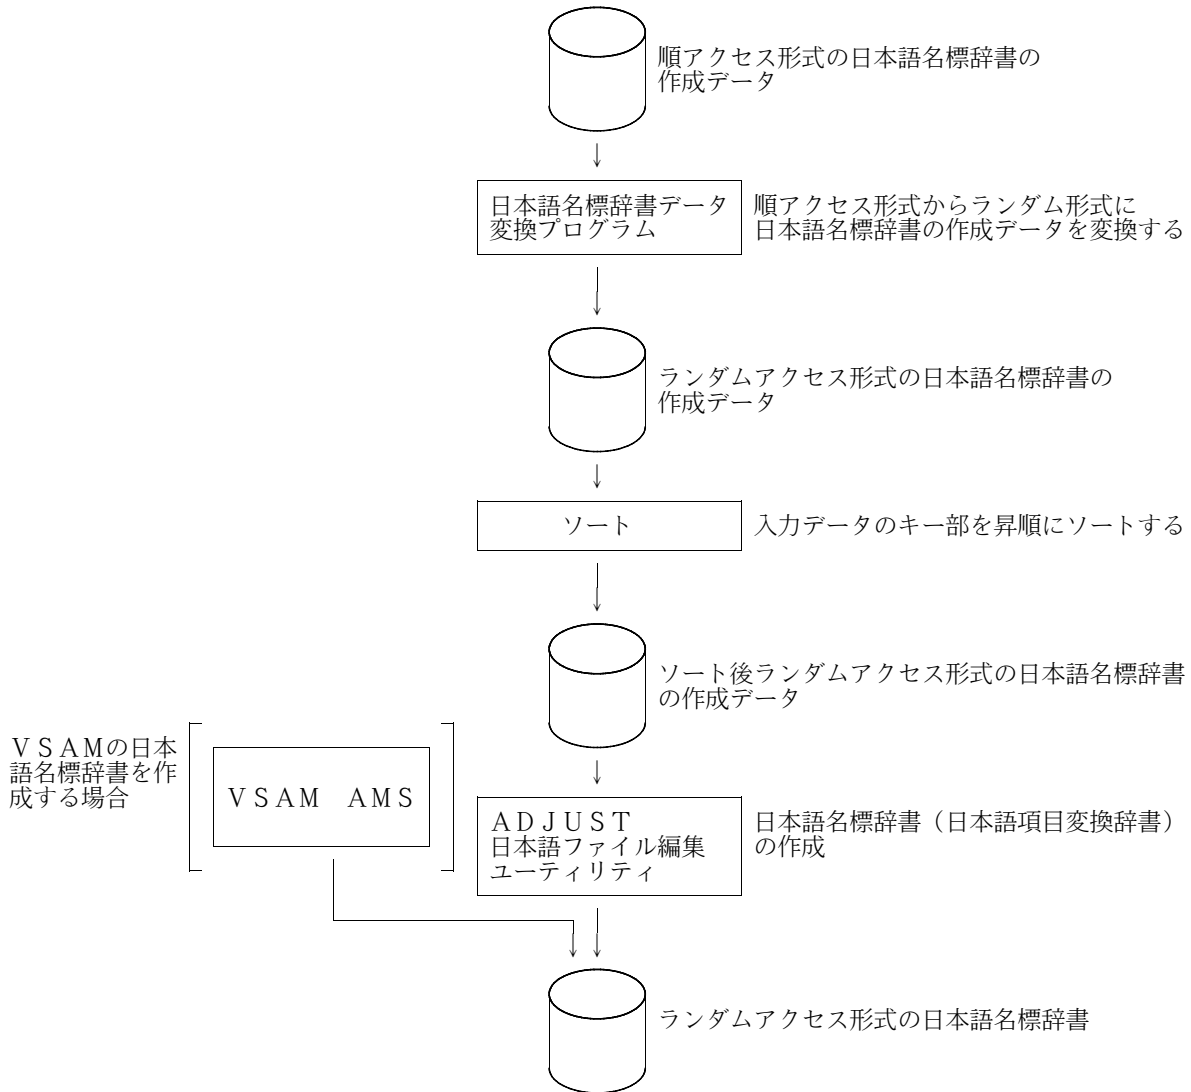 順アクセス形式の日本語名標辞書の
作成データ
日本語名標辞書データ
変換プログラム
順アクセス形式からランダム形式に
日本語名標辞書の作成データを変換する
ランダムアクセス形式の日本語名標辞書の
作成データ
ソート
入力データのキー部を昇順にソートする
ソート後ランダムアクセス形式の日本語名標辞書
の作成データ
ＶＳＡＭの日本
語名標辞書を作
成する場合
ＶＳＡＭ　ＡＭＳ
ＡＤＪＵＳＴ
日本語ファイル編集
ユーティリティ
日本語名標辞書（日本語項目変換辞書）
の作成
ランダムアクセス形式の日本語名標辞書